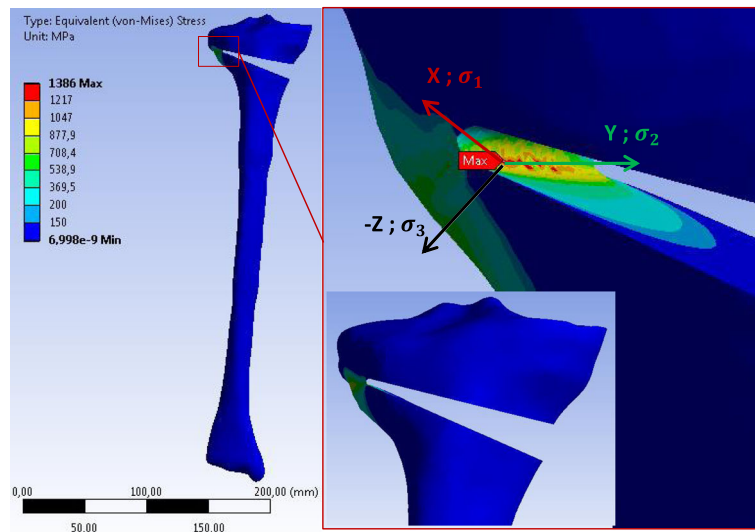 Type: Equivalent (von-Mises) Stress
Unit: MPa
1386 Max
1217
1047
877,9
708,4
538,9
369,5
200
150
6,998e-9 Min
X ; σ₁
Y ; σ₂
Max
-Z ; σ₃
0,00 100,00 200,00 (mm)
50,00 150,00